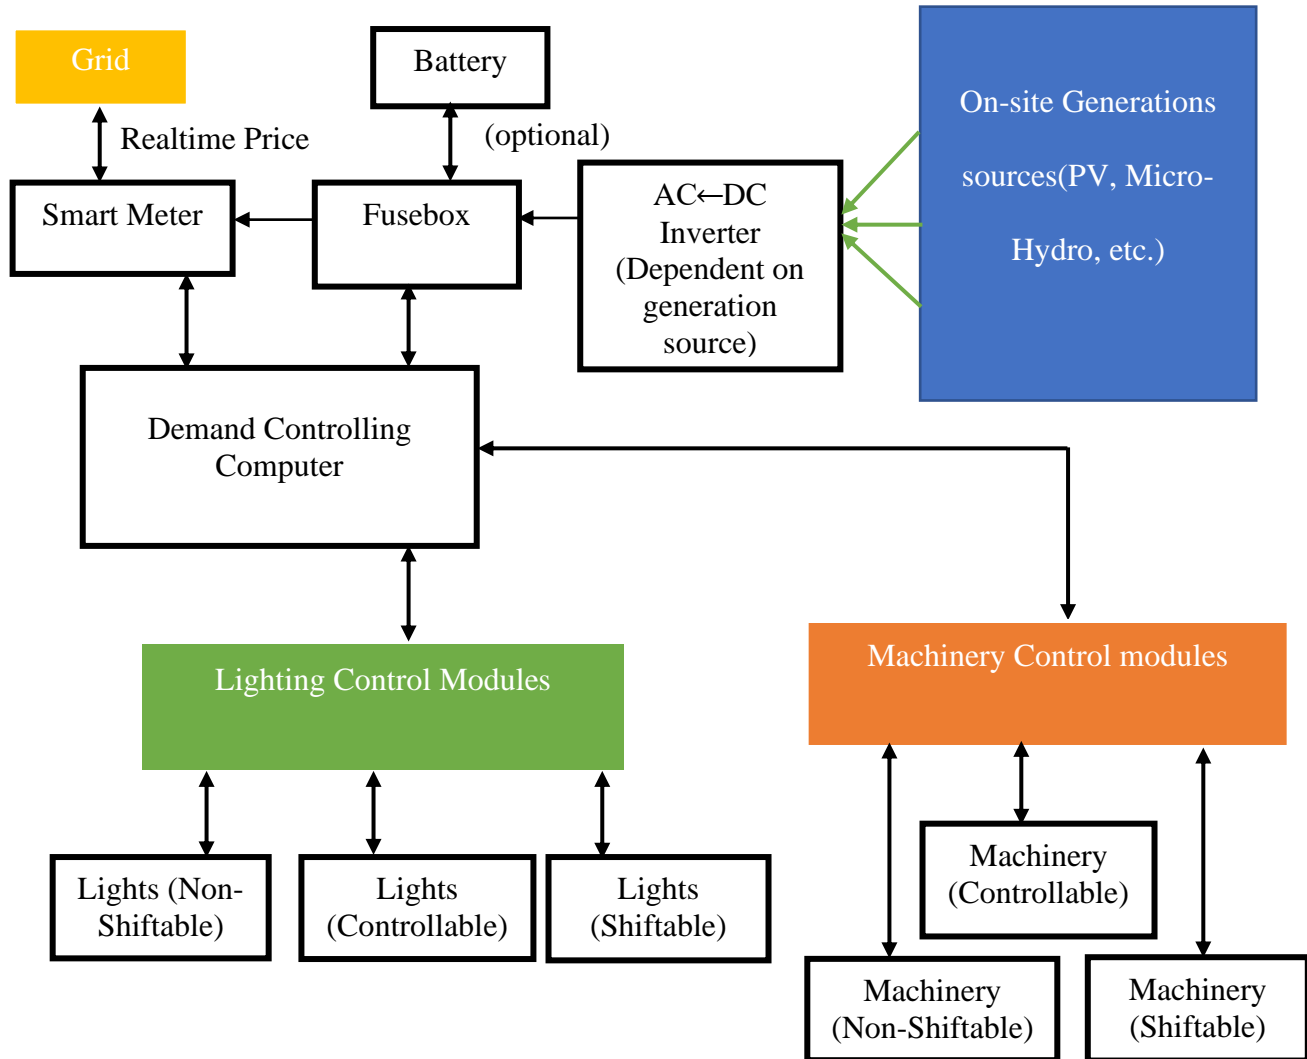 Grid
Battery
On-site Generations
sources(PV, Micro-
Hydro, etc.)
Realtime Price
(optional)
Smart Meter
Fusebox
AC←DC
Inverter
(Dependent on
generation
source)
Demand Controlling
Computer
Lighting Control Modules
Machinery Control modules
Lights (Non-
Shiftable)
Lights
(Controllable)
Lights
(Shiftable)
Machinery
(Controllable)
Machinery
(Non-Shiftable)
Machinery
(Shiftable)